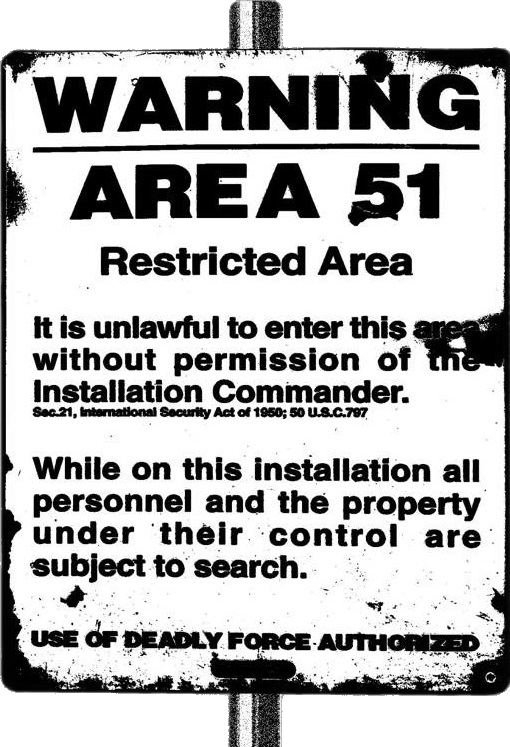 WARNING
AREA 51
Restricted Area
It is unlawful to enter this area
without permission of the
Installation Commander.
Sec.21, International Security Act of 1950; 50 U.S.C.797
While on this installation all
personnel and the property
under their control are
subject to search.
USE OF DEADLY FORCE AUTHORIZED